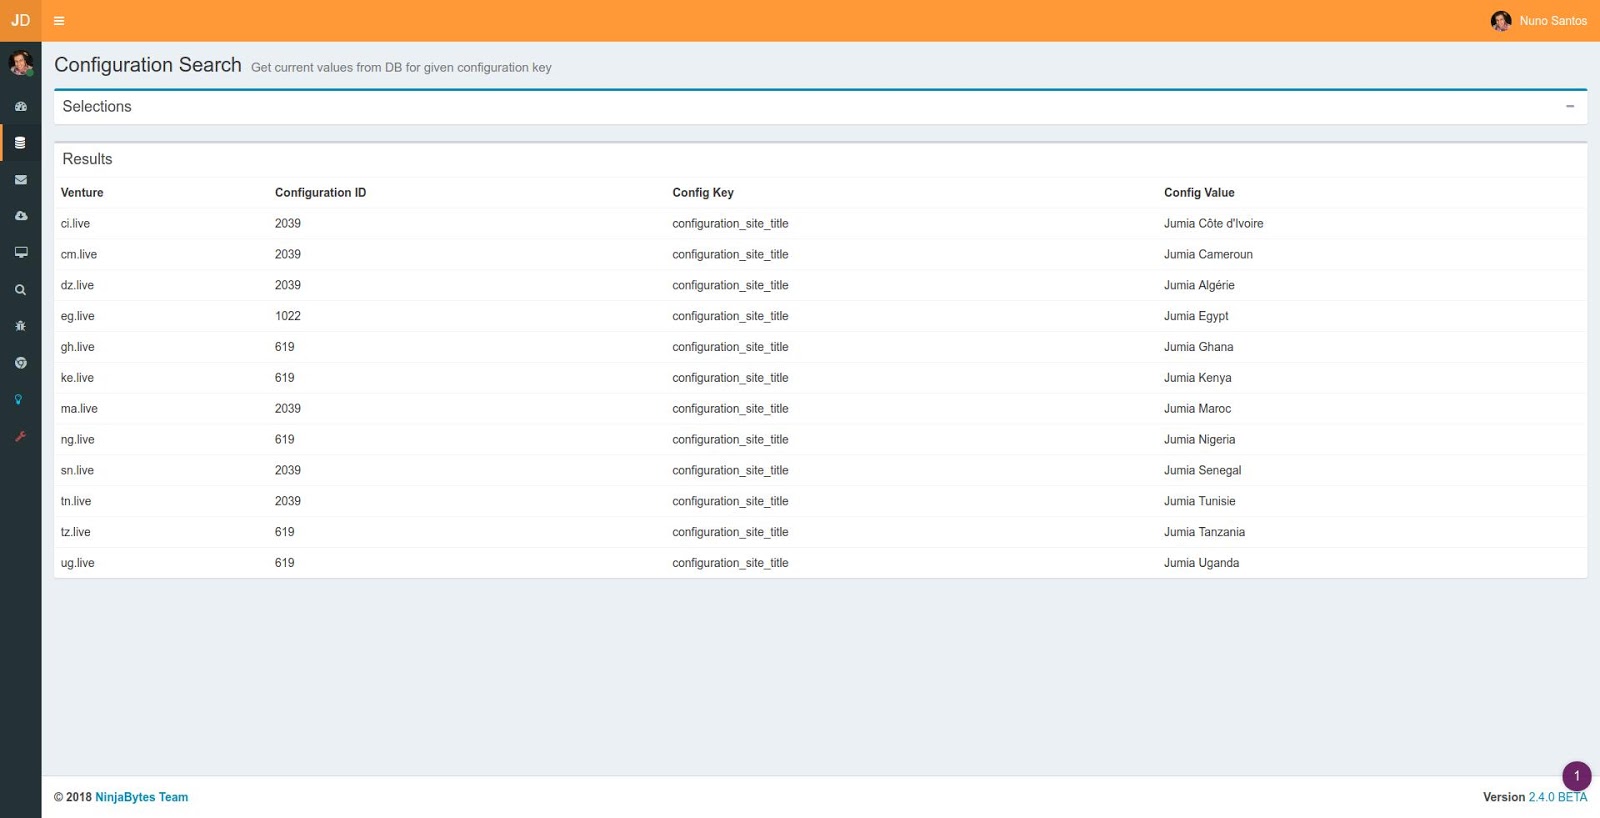 JD
Nuno Santos
Configuration Search Get current values from DB for given configuration key
Selections
Results
Venture Configuration ID Config Key Config Value
ci.live 2039 configuration_site_title Jumia Côte d'Ivoire
cm.live 2039 configuration_site_title Jumia Cameroun
dz.live 2039 configuration_site_title Jumia Algérie
eg.live 1022 configuration_site_title Jumia Egypt
gh.live 619 configuration_site_title Jumia Ghana
ke.live 619 configuration_site_title Jumia Kenya
ma.live 2039 configuration_site_title Jumia Maroc
ng.live 619 configuration_site_title Jumia Nigeria
sn.live 2039 configuration_site_title Jumia Senegal
tn.live 2039 configuration_site_title Jumia Tunisie
tz.live 619 configuration_site_title Jumia Tanzania
ug.live 619 configuration_site_title Jumia Uganda
1
© 2018 NinjaBytes Team Version 2.4.0 BETA